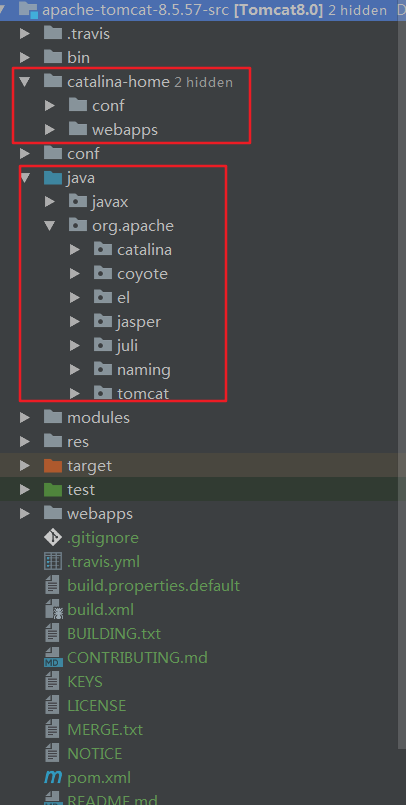 apache-tomcat-8.5.57-src [Tomcat8.0] 2 hidden D
.travis
bin
catalina-home 2 hidden
conf
webapps
conf
java
javax
org.apache
catalina
coyote
el
jasper
juli
naming
tomcat
modules
res
target
test
webapps
.gitignore
.travis.yml
build.properties.default
build.xml
BUILDING.txt
CONTRIBUTING.md
KEYS
LICENSE
MERGE.txt
NOTICE
pom.xml
README.md